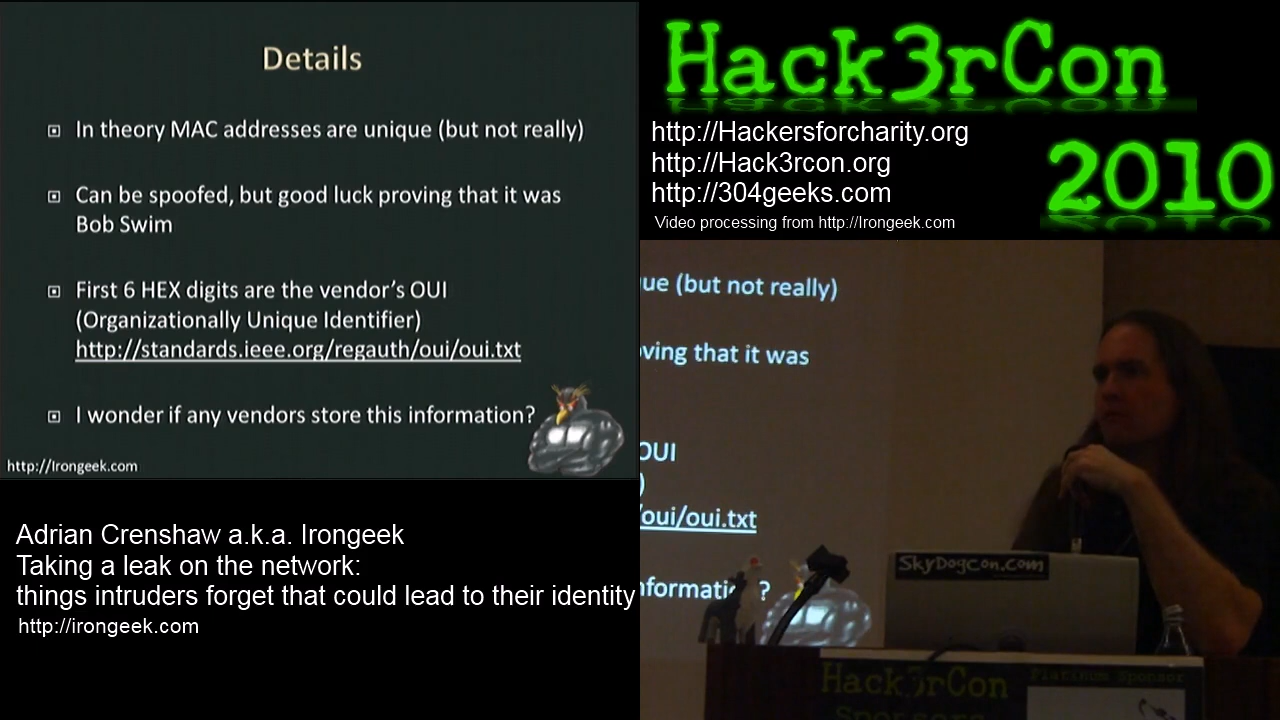 Details
In theory MAC addresses are unique (but not really)
Can be spoofed, but good luck proving that it was
Bob Swim
First 6 HEX digits are the vendor's OUI
(Organizationally Unique Identifier)
http://standards.ieee.org/regauth/oui/oui.txt
I wonder if any vendors store this information?
http://Irongeek.com
Adrian Crenshaw a.k.a. Irongeek
Taking a leak on the network:
things intruders forget that could lead to their identity
http://irongeek.com
Hack3rCon
2010
http://Hackersforcharity.org
http://Hack3rcon.org
http://304geeks.com
Video processing from http://Irongeek.com
ue (but not really)
ving that it was
OUI
)
/oui/oui.txt
nformati ?
SkyDogCon.com
Hack3rCon
Platinum Sponsor
Sponsors